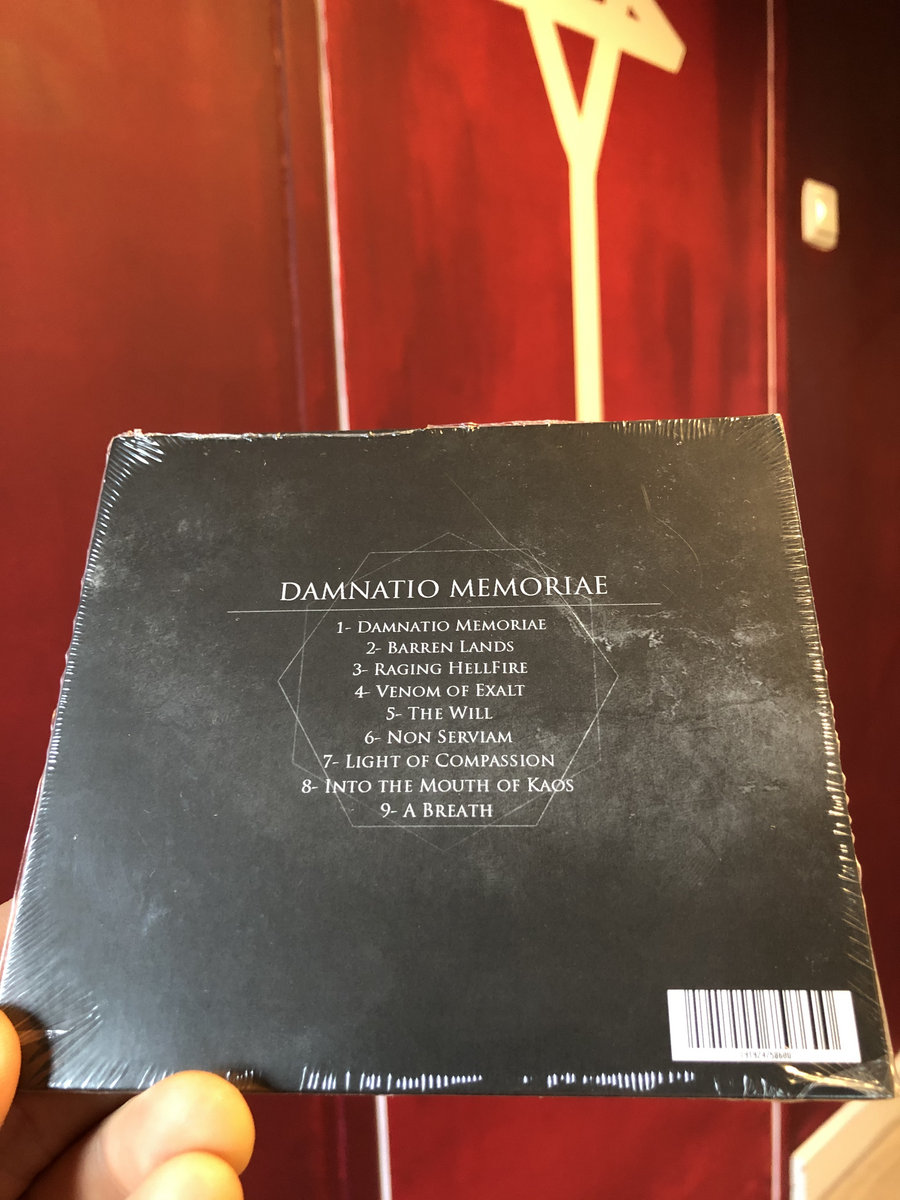 DAMNATIO MEMORIAE
1- DAMNATIO MEMORIAE
2- BARREN LANDS
3- RAGING HELLFIRE
4- VENOM OF EXALT
5- THE WILL
6- NON SERVIAM
7- LIGHT OF COMPASSION
8- INTO THE MOUTH OF KAOS
9- A BREATH